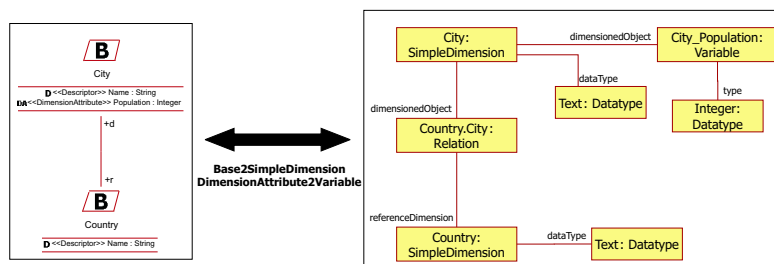 B
City
D <<Descriptor>> Name : String
DA <<DimensionAttribute>> Population : Integer
+d
+r
B
Country
D <<Descriptor>> Name : String
Base2SimpleDimension
DimensionAttribute2Variable
City:
SimpleDimension
dimensionedObject
City_Population:
Variable
dataType
type
Text: Datatype
Integer:
Datatype
dimensionedObject
Country.City:
Relation
referenceDimension
Country:
SimpleDimension
dataType
Text: Datatype